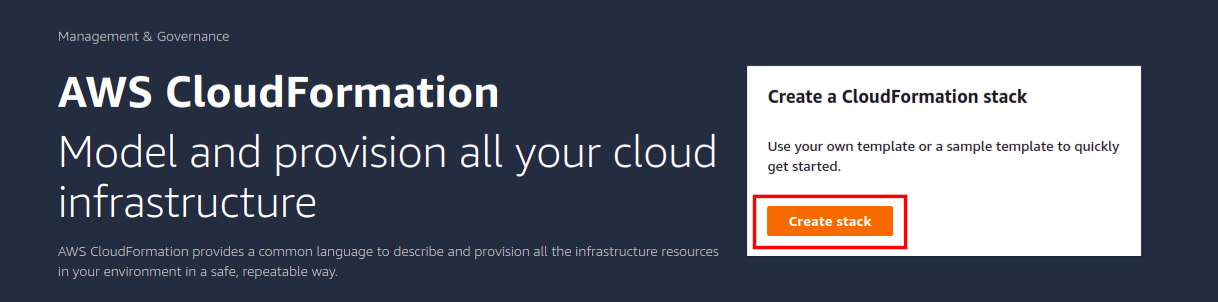 Management & Governance
AWS CloudFormation
Model and provision all your cloud
infrastructure
AWS CloudFormation provides a common language to describe and provision all the infrastructure resources
in your environment in a safe, repeatable way.
Create a CloudFormation stack
Use your own template or a sample template to quickly
get started.
Create stack